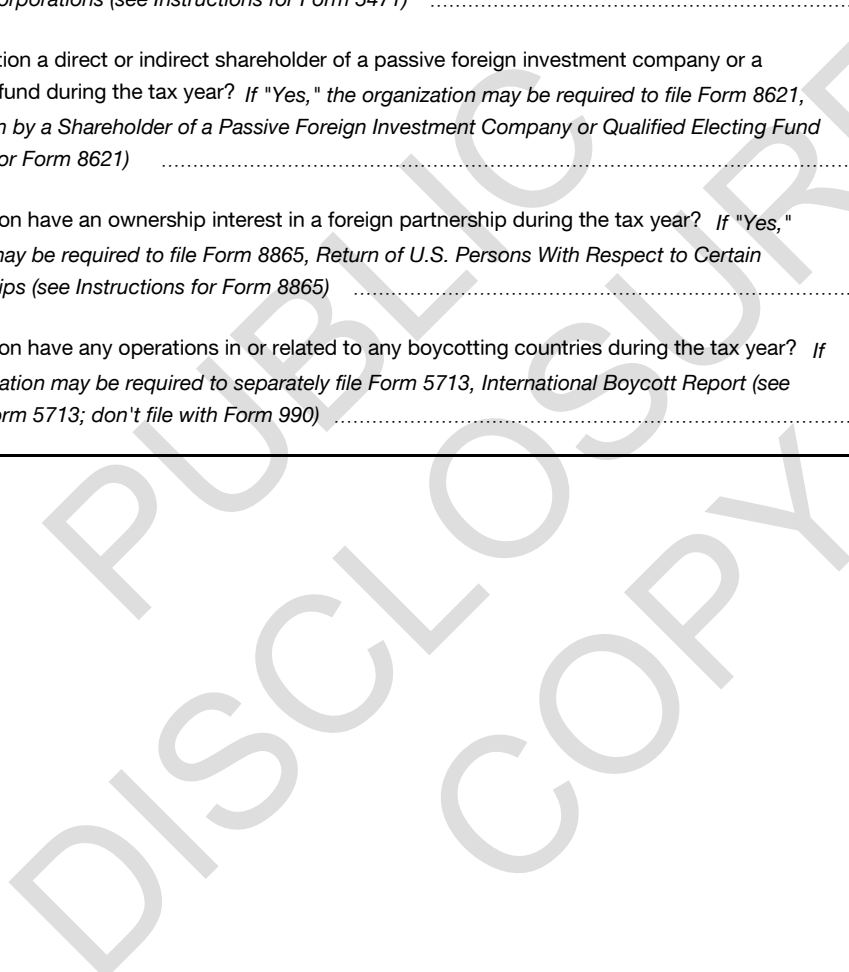 orporations (see Instructions for Form 5471)
tion a direct or indirect shareholder of a passive foreign investment company or a
fund during the tax year? If "Yes," the organization may be required to file Form 8621,
n by a Shareholder of a Passive Foreign Investment Company or Qualified Electing Fund
or Form 8621)
on have an ownership interest in a foreign partnership during the tax year? If "Yes,"
may be required to file Form 8865, Return of U.S. Persons With Respect to Certain
ips (see Instructions for Form 8865)
on have any operations in or related to any boycotting countries during the tax year? If
ation may be required to separately file Form 5713, International Boycott Report (see
orm 5713; don't file with Form 990)
PUBLIC
DISCLOSURE
COPY